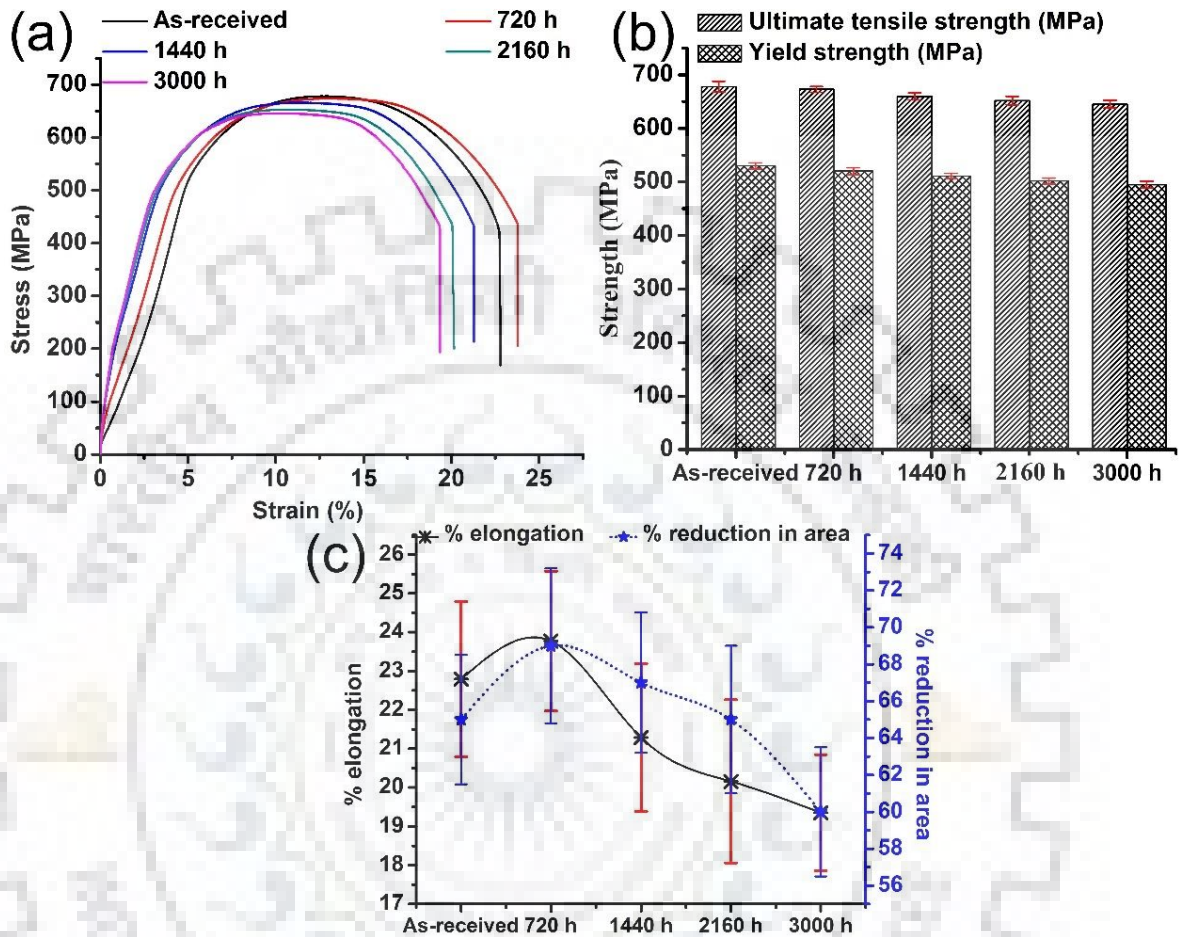 (a)
As-received
720 h
1440 h
2160 h
3000 h
700
600
500
400
300
200
100
0
Stress (MPa)
0 5 10 15 20 25
Strain (%)
(b)
Ultimate tensile strength (MPa)
Yield strength (MPa)
700
600
500
400
300
200
100
0
Strength (MPa)
As-received 720 h 1440 h 2160 h 3000 h
(c)
% elongation
% reduction in area
26
25
24
23
22
21
20
19
18
17
% elongation
74
72
70
68
66
64
62
60
58
56
% reduction in area
As-received 720 h 1440 h 2160 h 3000 h